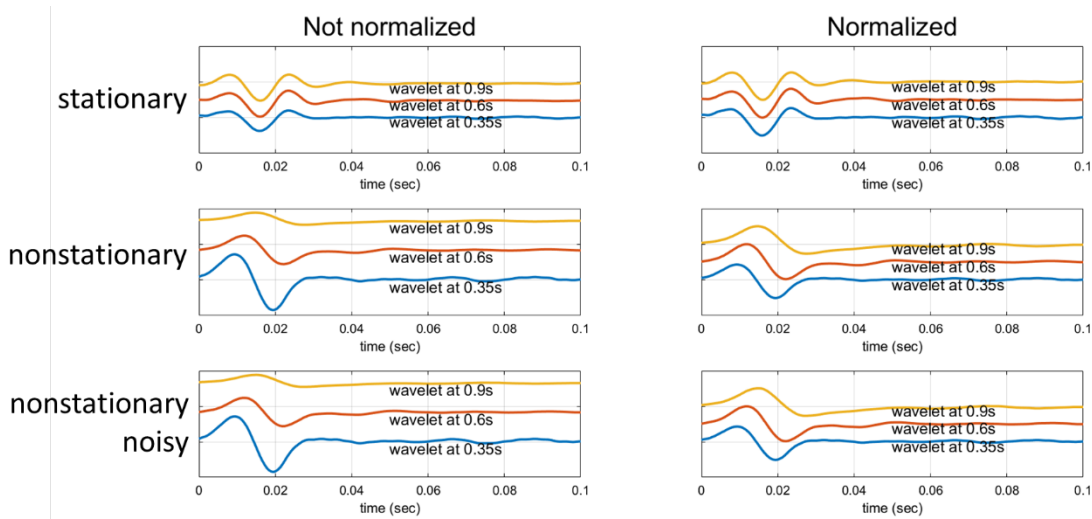 Not normalized
Normalized
stationary
wavelet at 0.9s
wavelet at 0.6s
wavelet at 0.35s
0 0.02 0.04 0.06 0.08 0.1
time (sec)
wavelet at 0.9s
wavelet at 0.6s
wavelet at 0.35s
0 0.02 0.04 0.06 0.08 0.1
time (sec)
nonstationary
wavelet at 0.9s
wavelet at 0.6s
wavelet at 0.35s
0 0.02 0.04 0.06 0.08 0.1
time (sec)
wavelet at 0.9s
wavelet at 0.6s
wavelet at 0.35s
0 0.02 0.04 0.06 0.08 0.1
time (sec)
nonstationary
noisy
wavelet at 0.9s
wavelet at 0.6s
wavelet at 0.35s
0 0.02 0.04 0.06 0.08 0.1
time (sec)
wavelet at 0.9s
wavelet at 0.6s
wavelet at 0.35s
0 0.02 0.04 0.06 0.08 0.1
time (sec)